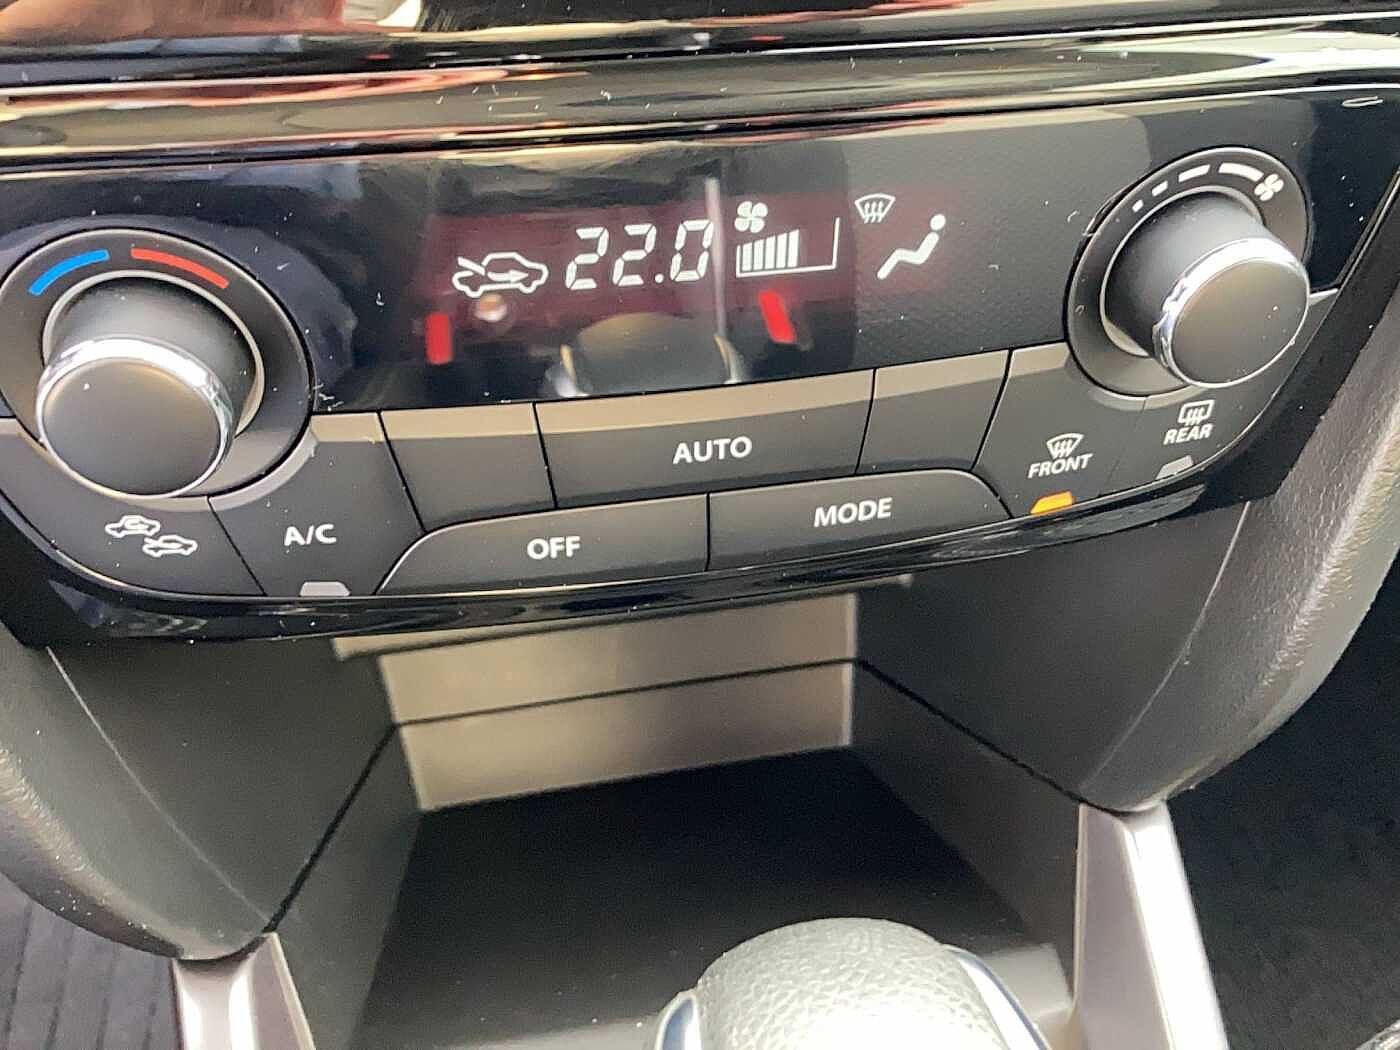 22.0
AUTO
FRONT
REAR
A/C
OFF
MODE